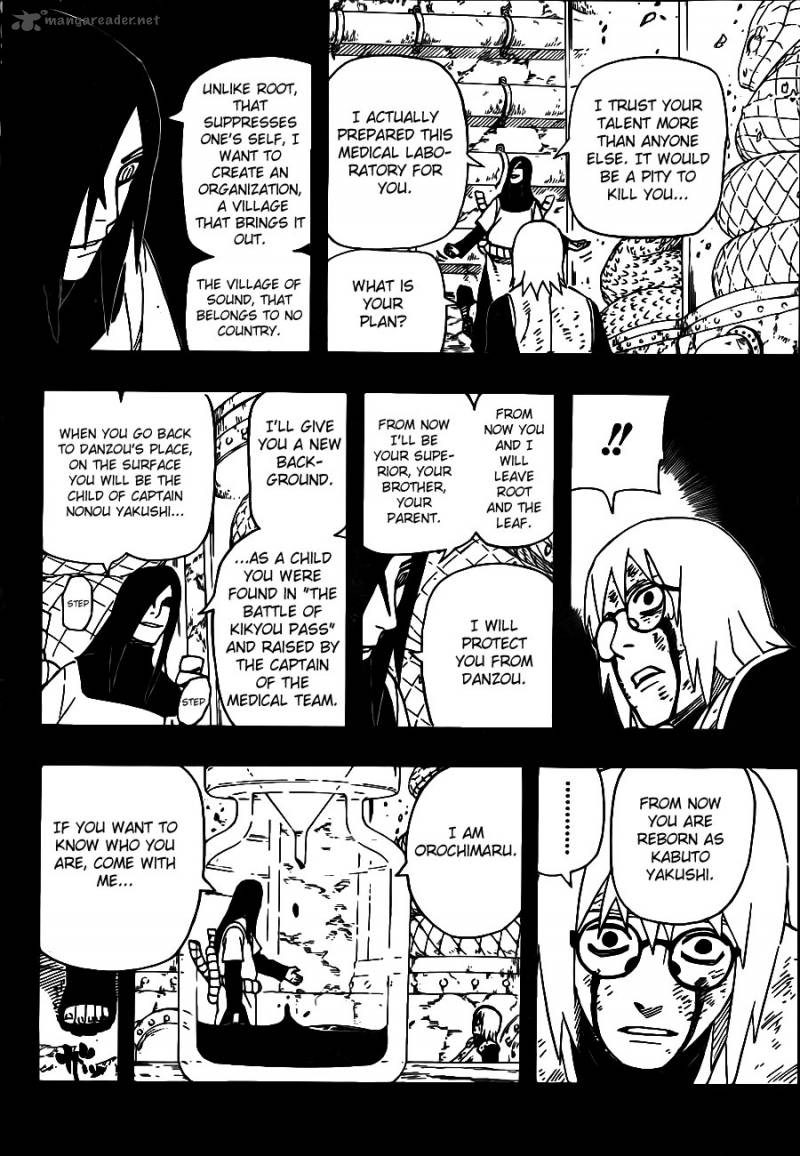 mangareader.net
I TRUST YOUR
TALENT MORE
THAN ANYONE
ELSE. IT WOULD
BE A PITY TO
KILL YOU...
I ACTUALLY
PREPARED THIS
MEDICAL LABO-
RATORY FOR
YOU.
WHAT IS
YOUR
PLAN?
UNLIKE ROOT,
THAT
SUPPRESSES
ONE'S SELF, I
WANT TO
CREATE AN
ORGANIZATION,
A VILLAGE
THAT BRINGS IT
OUT.
THE VILLAGE OF
SOUND, THAT
BELONGS TO NO
COUNTRY.
!!
FROM
NOW YOU
AND I
WILL
LEAVE
ROOT
AND THE
LEAF.
FROM NOW
I'LL BE
YOUR SUPE-
RIOR, YOUR
BROTHER,
YOUR
PARENT.
I WILL
PROTECT
YOU FROM
DANZOU.
I'LL GIVE
YOU A NEW
BACK-
GROUND.
...AS A CHILD
YOU WERE
FOUND IN "THE
BATTLE OF
KIKYOU PASS"
AND RAISED BY
THE CAPTAIN
OF THE
MEDICAL TEAM.
WHEN YOU GO BACK
TO DANZOU'S PLACE,
ON THE SURFACE
YOU WILL BE THE
CHILD OF CAPTAIN
NONOU YAKUSHI...
STEP
STEP
FROM NOW
YOU ARE
REBORN AS
KABUTO
YAKUSHI.
.........
I AM
OROCHIMARU.
IF YOU WANT TO
KNOW WHO YOU
ARE, COME WITH
ME...